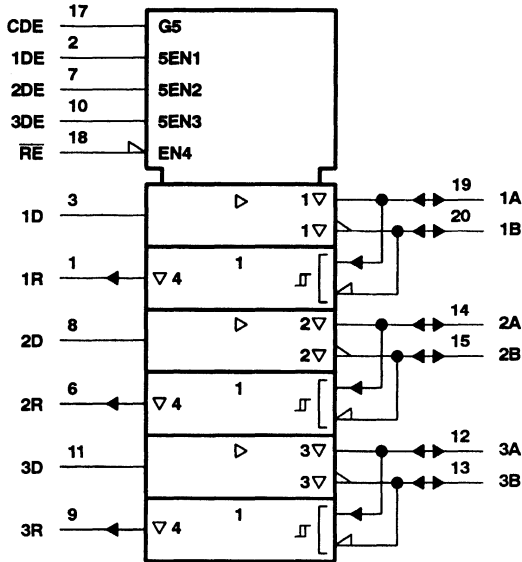 CDE 17 G5
1DE 2 5EN1
2DE 7 5EN2
3DE 10 5EN3
RE 18 EN4
1D 3 ▷ 1▽ 19 1A
1▽ 20 1B
1R 1 ▽4 1
2D 8 ▷ 2▽ 14 2A
2▽ 15 2B
2R 6 ▽4 1
3D 11 ▷ 3▽ 12 3A
3▽ 13 3B
3R 9 ▽4 1